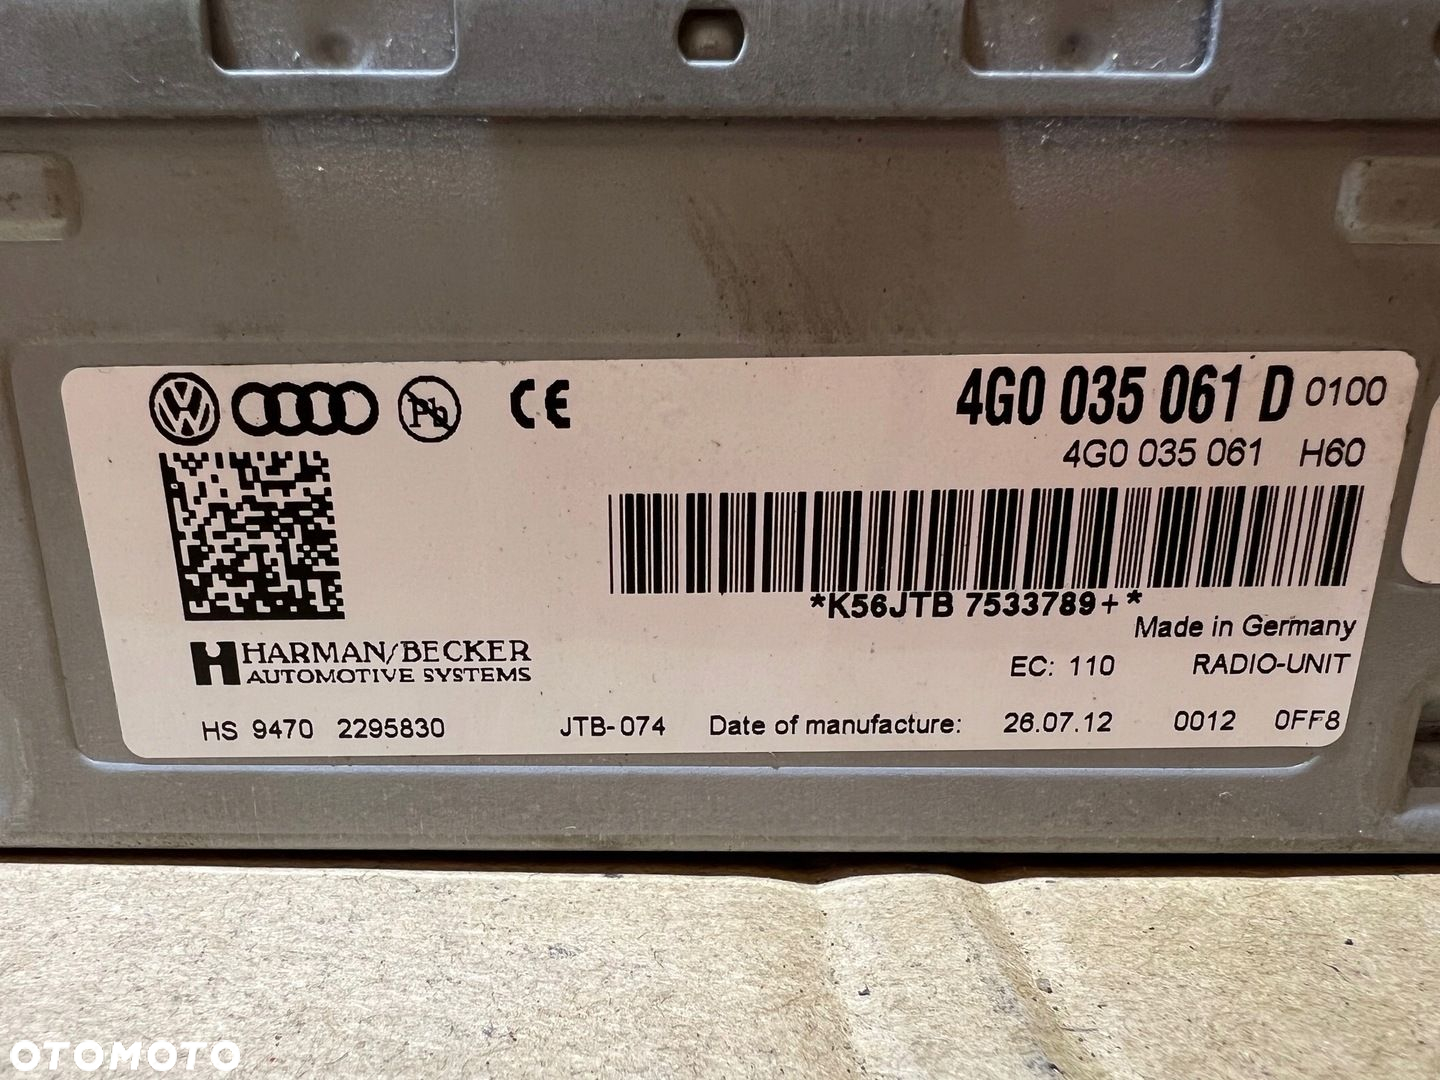 Pb CE
4G0 035 061 D 0100
4G0 035 061 H60
*K56JTB 7533789+*
Made in Germany
HARMAN/BECKER
AUTOMOTIVE SYSTEMS
EC: 110 RADIO-UNIT
HS 9470 2295830 JTB-074 Date of manufacture: 26.07.12 0012 0FF8
OTOMOTO